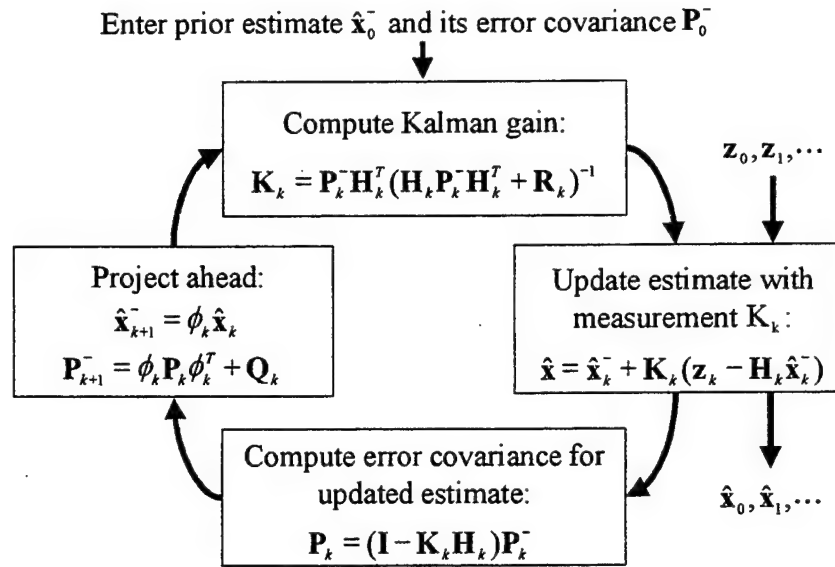 Enter prior estimate x̂₀⁻ and its error covariance P₀⁻
Compute Kalman gain:
Kₖ = Pₖ⁻Hₖᵀ(HₖPₖ⁻Hₖᵀ + Rₖ)⁻¹
z₀, z₁, ⋯
Update estimate with
measurement Kₖ:
x̂ = x̂ₖ⁻ + Kₖ(zₖ − Hₖx̂ₖ⁻)
x̂₀, x̂₁, ⋯
Compute error covariance for
updated estimate:
Pₖ = (I − KₖHₖ)Pₖ⁻
Project ahead:
x̂ₖ₊₁⁻ = ϕₖx̂ₖ
Pₖ₊₁⁻ = ϕₖPₖϕₖᵀ + Qₖ